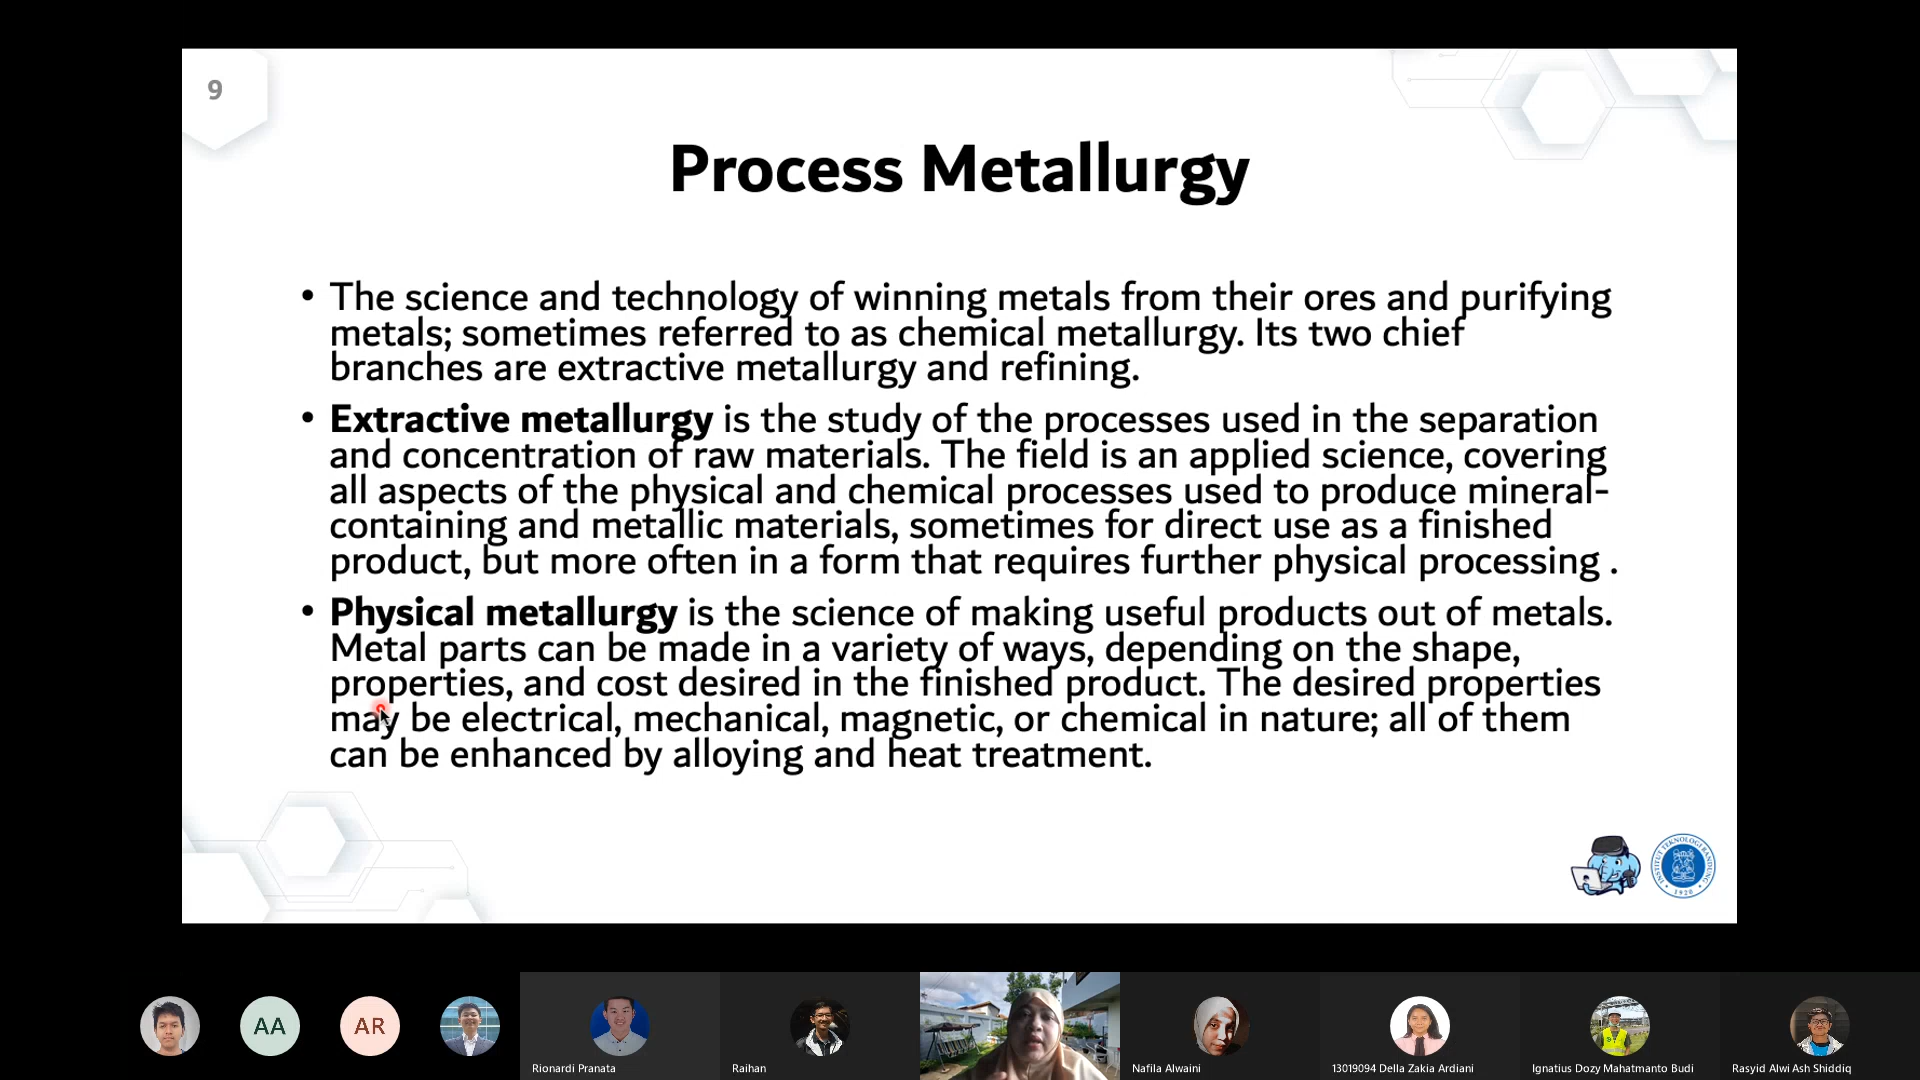 9
Process Metallurgy
• The science and technology of winning metals from their ores and purifying
metals; sometimes referred to as chemical metallurgy. Its two chief
branches are extractive metallurgy and refining.
• Extractive metallurgy is the study of the processes used in the separation
and concentration of raw materials. The field is an applied science, covering
all aspects of the physical and chemical processes used to produce mineral-
containing and metallic materials, sometimes for direct use as a finished
product, but more often in a form that requires further physical processing .
• Physical metallurgy is the science of making useful products out of metals.
Metal parts can be made in a variety of ways, depending on the shape,
properties, and cost desired in the finished product. The desired properties
may be electrical, mechanical, magnetic, or chemical in nature; all of them
can be enhanced by alloying and heat treatment.
INSTITUT TEKNOLOGI BANDUNG
1920
AA
AR
Rionardi Pranata
Raihan
Nafila Alwaini
13019094 Della Zakia Ardiani
Ignatius Dozy Mahatmanto Budi
Rasyid Alwi Ash Shiddiq